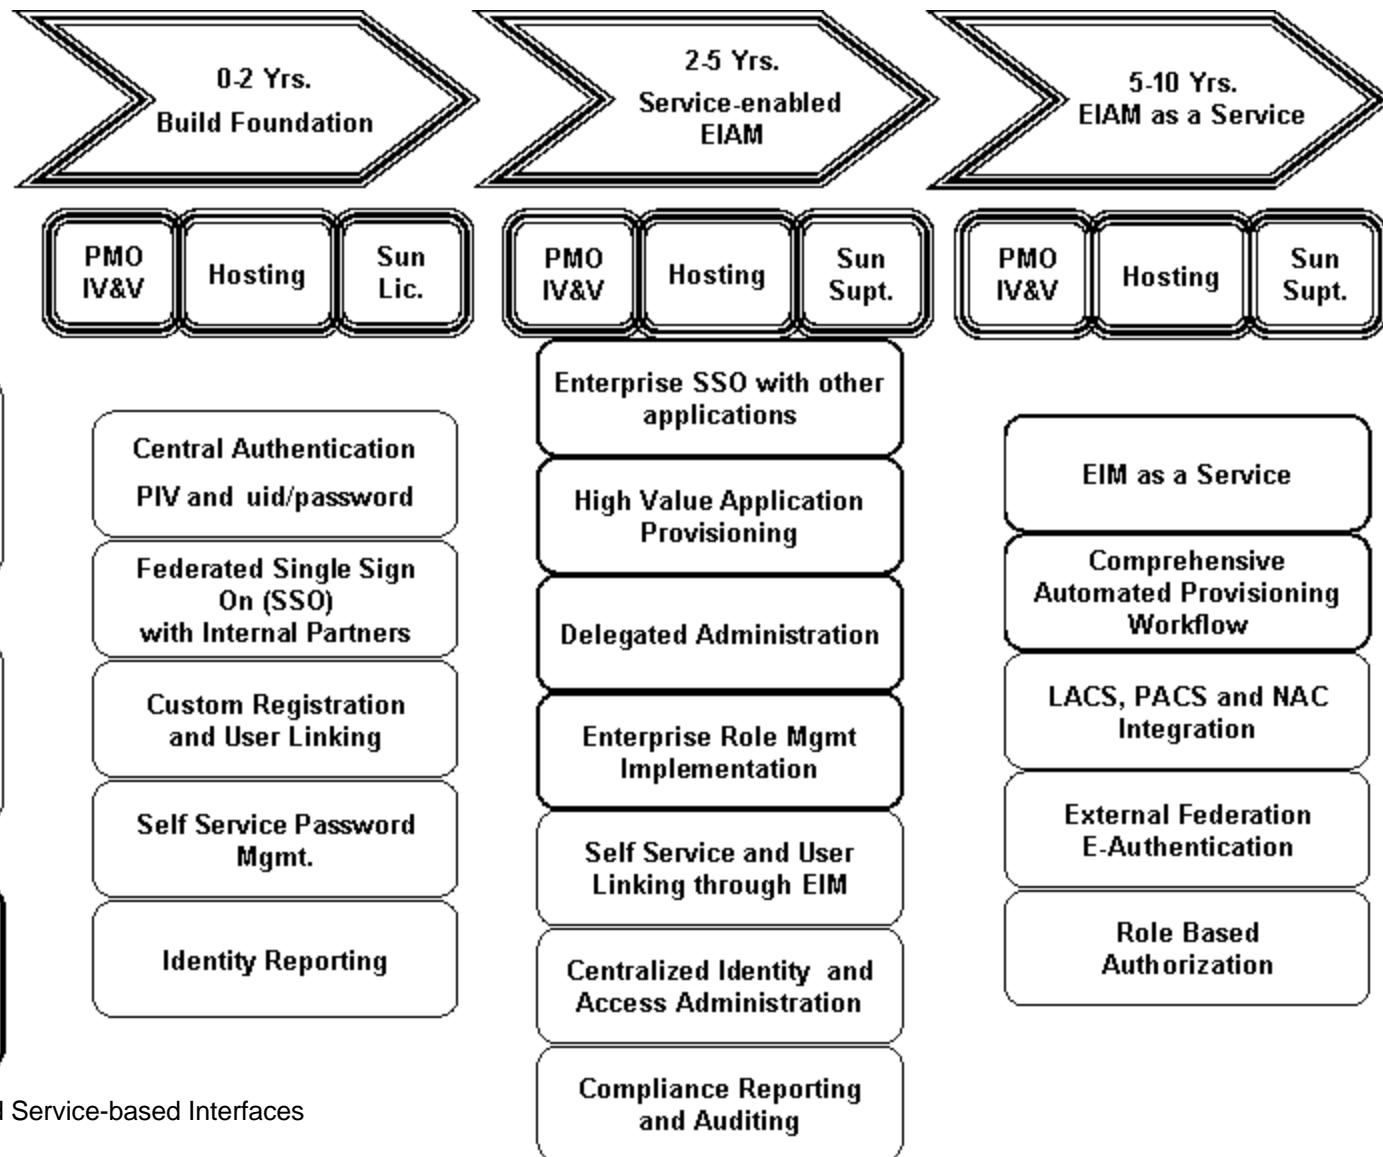 0-2 Yrs.
Build Foundation
2-5 Yrs.
Service-enabled
EIAM
5-10 Yrs.
EIAM as a Service
PMO
IV&V
Hosting
Sun
Lic.
PMO
IV&V
Hosting
Sun
Supt.
PMO
IV&V
Hosting
Sun
Supt.
Central Authentication
PIV and uid/password
Federated Single Sign
On (SSO)
with Internal Partners
Custom Registration
and User Linking
Self Service Password
Mgmt.
Identity Reporting
Enterprise SSO with other
applications
High Value Application
Provisioning
Delegated Administration
Enterprise Role Mgmt
Implementation
Self Service and User
Linking through EIM
Centralized Identity and
Access Administration
Compliance Reporting
and Auditing
EIM as a Service
Comprehensive
Automated Provisioning
Workflow
LACS, PACS and NAC
Integration
External Federation
E-Authentication
Role Based
Authorization
Service-based Interfaces